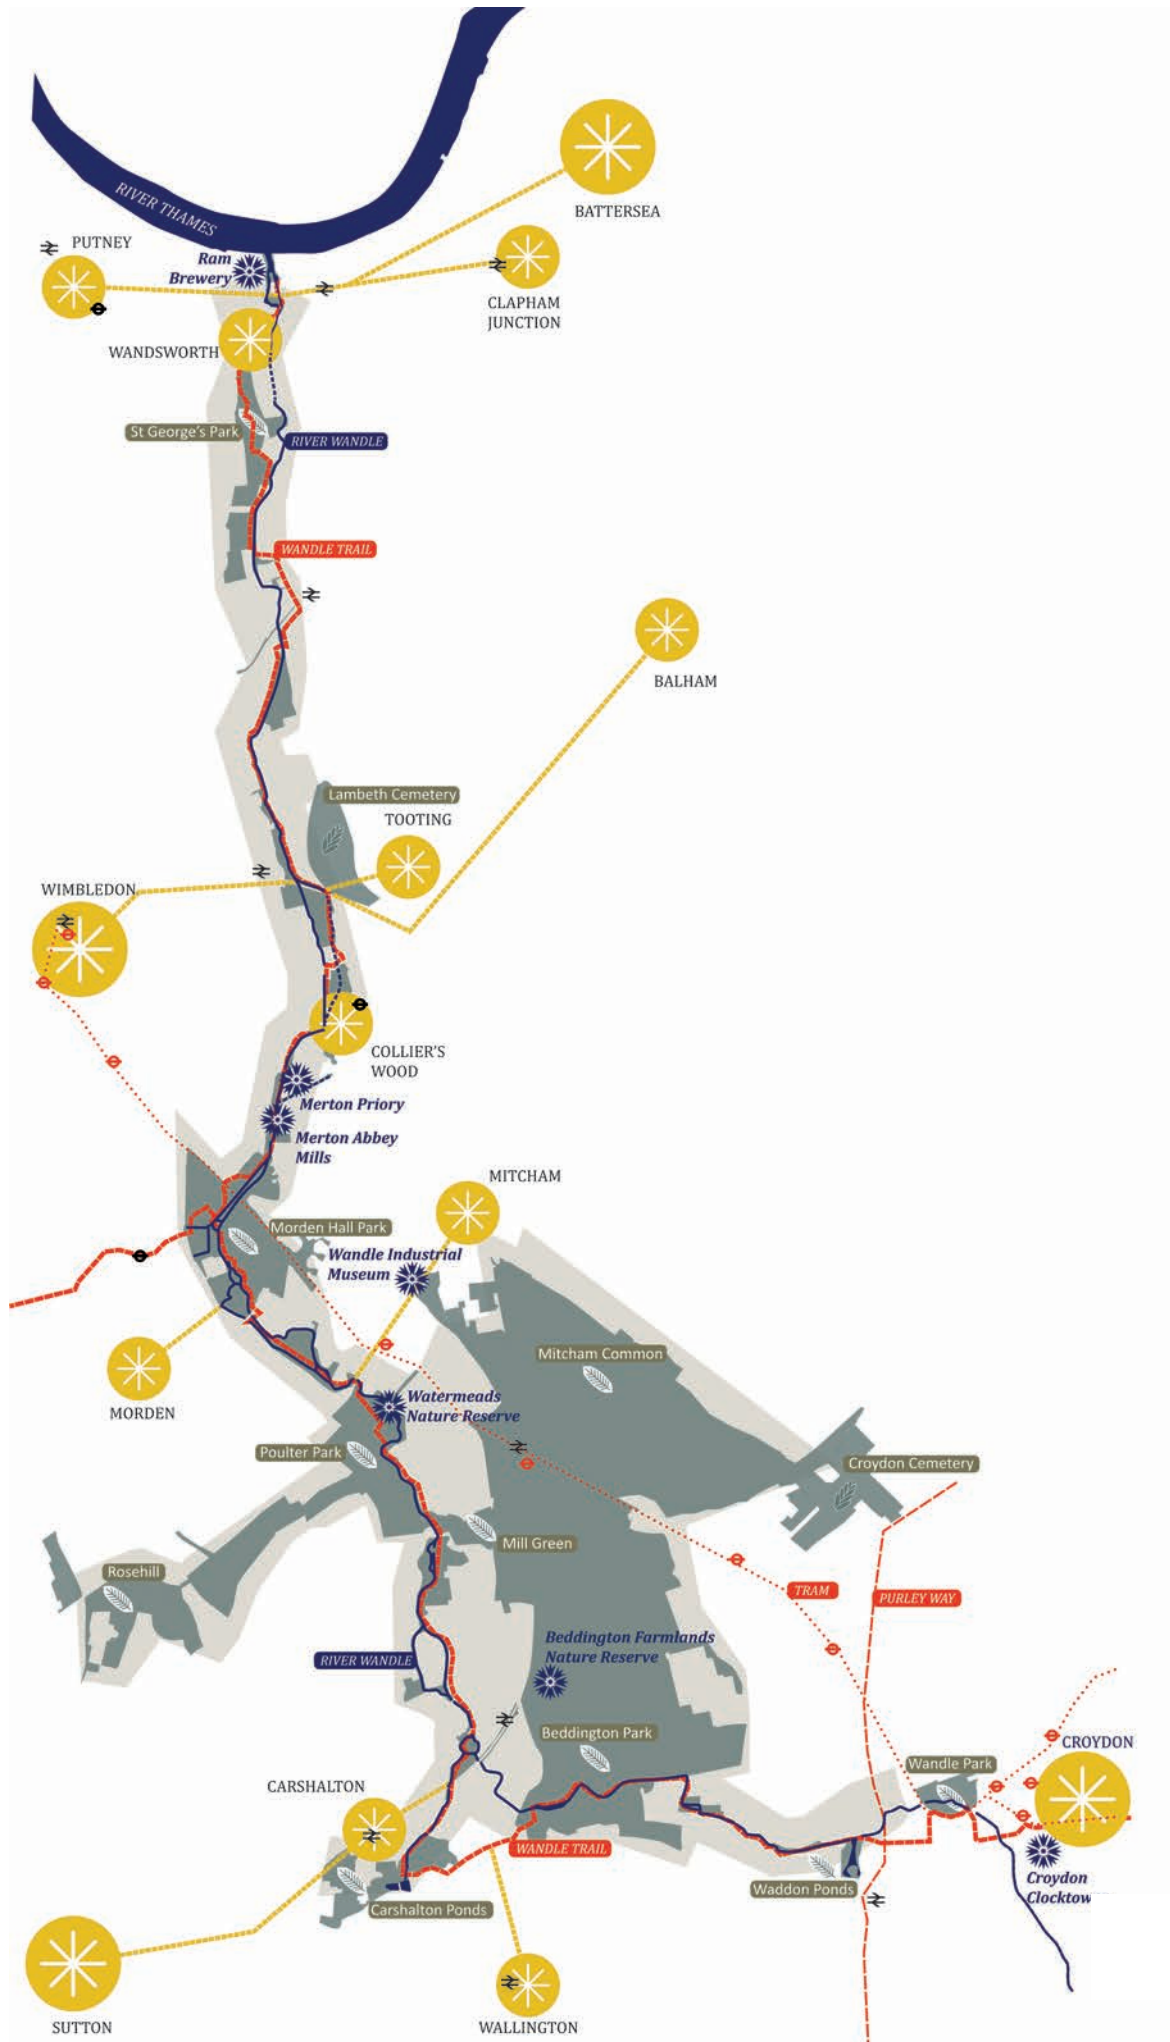 BATTERSEA
RIVER THAMES
PUTNEY
Ram
Brewery
CLAPHAM
JUNCTION
WANDSWORTH
St George's Park
RIVER WANDLE
WANDLE TRAIL
BALHAM
Lambeth Cemetery
TOOTING
WIMBLEDON
COLLIER'S
WOOD
Merton Priory
Merton Abbey
Mills
MITCHAM
Morden Hall Park
Wandle Industrial
Museum
Mitcham Common
MORDEN
Watermeads
Nature Reserve
Poulter Park
Croydon Cemetery
Mill Green
Rosehill
TRAM
PURLEY WAY
Beddington Farmlands
Nature Reserve
RIVER WANDLE
Beddington Park
CROYDON
Wandle Park
CARSHALTON
WANDLE TRAIL
Waddon Ponds
Croydon
Clocktow
Carshalton Ponds
SUTTON
WALLINGTON